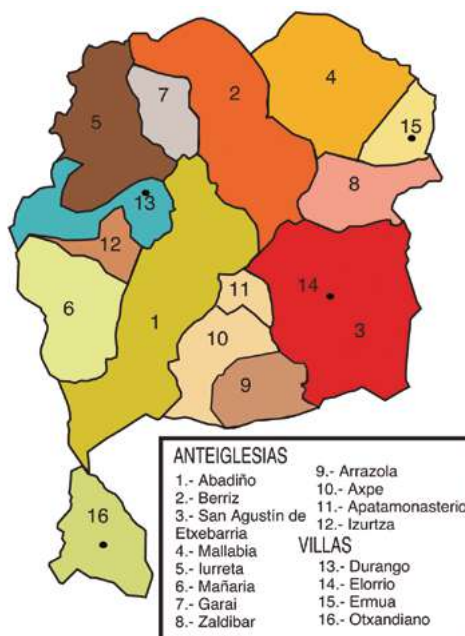 4
7
2
5
15
8
13
12
14
11
6
1
10
3
9
16
ANTEIGLESIAS
1.- Abadiño
2.- Berriz
3.- San Agustín de
Etxebarria
4.- Mallabia
5.- Iurreta
6.- Mañaria
7.- Garai
8.- Zaldibar
9.- Arrazola
10.- Axpe
11.- Apatamonasterio
12.- Izurtza
VILLAS
13.- Durango
14.- Elorrio
15.- Ermua
16.- Otxandiano